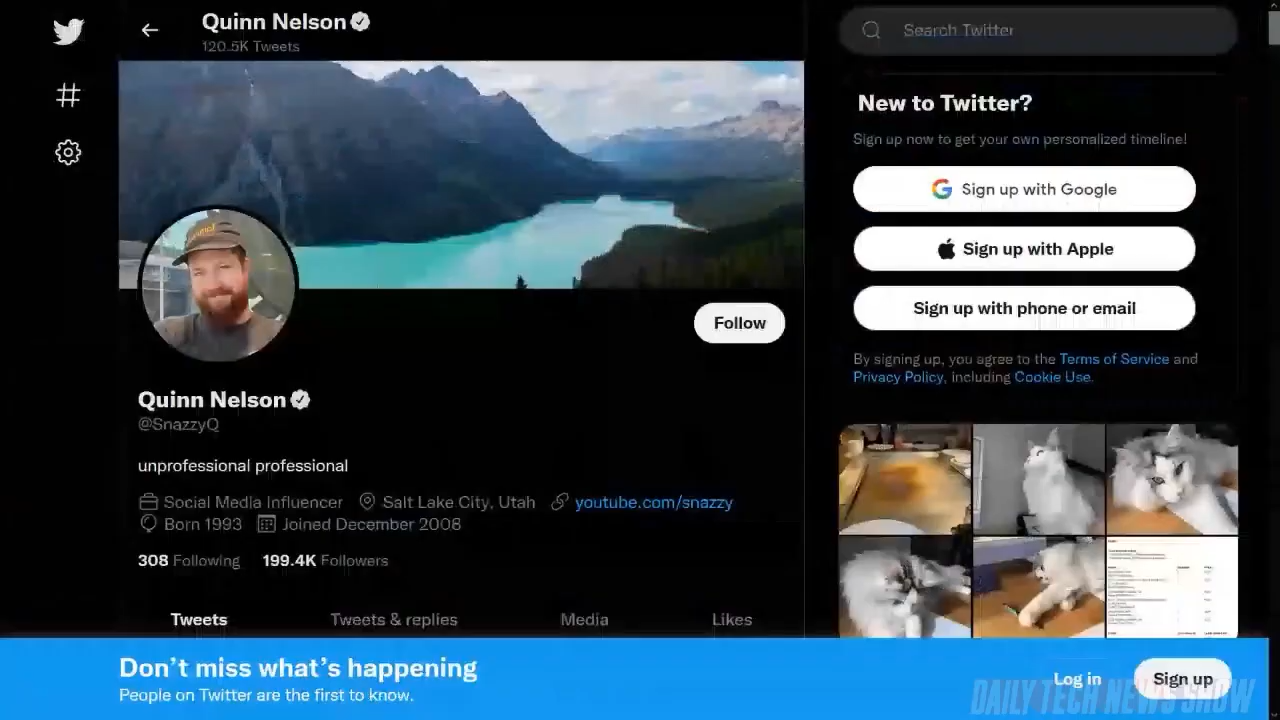 Quinn Nelson
120.5K Tweets
Search Twitter
New to Twitter?
Sign up now to get your own personalized timeline!
Sign up with Google
Sign up with Apple
Sign up with phone or email
By signing up, you agree to the Terms of Service and
Privacy Policy, including Cookie Use.
Follow
Quinn Nelson
@SnazzyQ
unprofessional professional
Social Media Influencer Salt Lake City, Utah youtube.com/snazzy
Born 1993 Joined December 2008
308 Following 199.4K Followers
Tweets Tweets & replies Media Likes
Don’t miss what’s happening
People on Twitter are the first to know.
Log in
Sign up
DAILY TECH NEWS SHOW